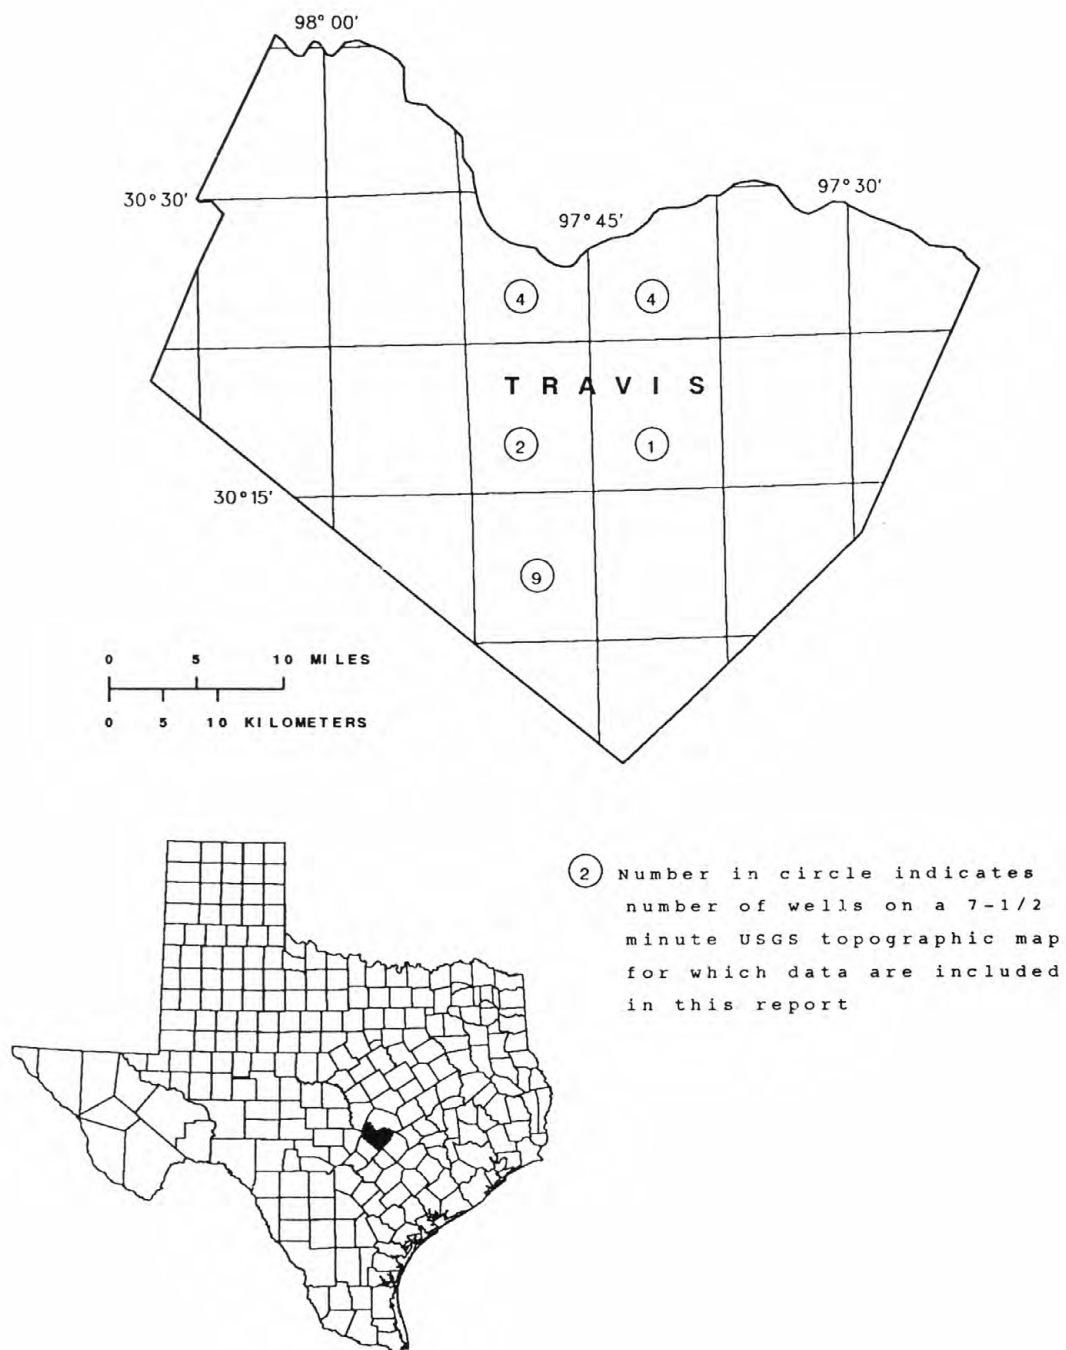 98° 00'
97° 30'
30° 30'
97° 45'
4
4
TRAVIS
2
1
30° 15'
9
0 5 10 MILES
0 5 10 KILOMETERS
2 Number in circle indicates
number of wells on a 7-1/2
minute USGS topographic map
for which data are included
in this report